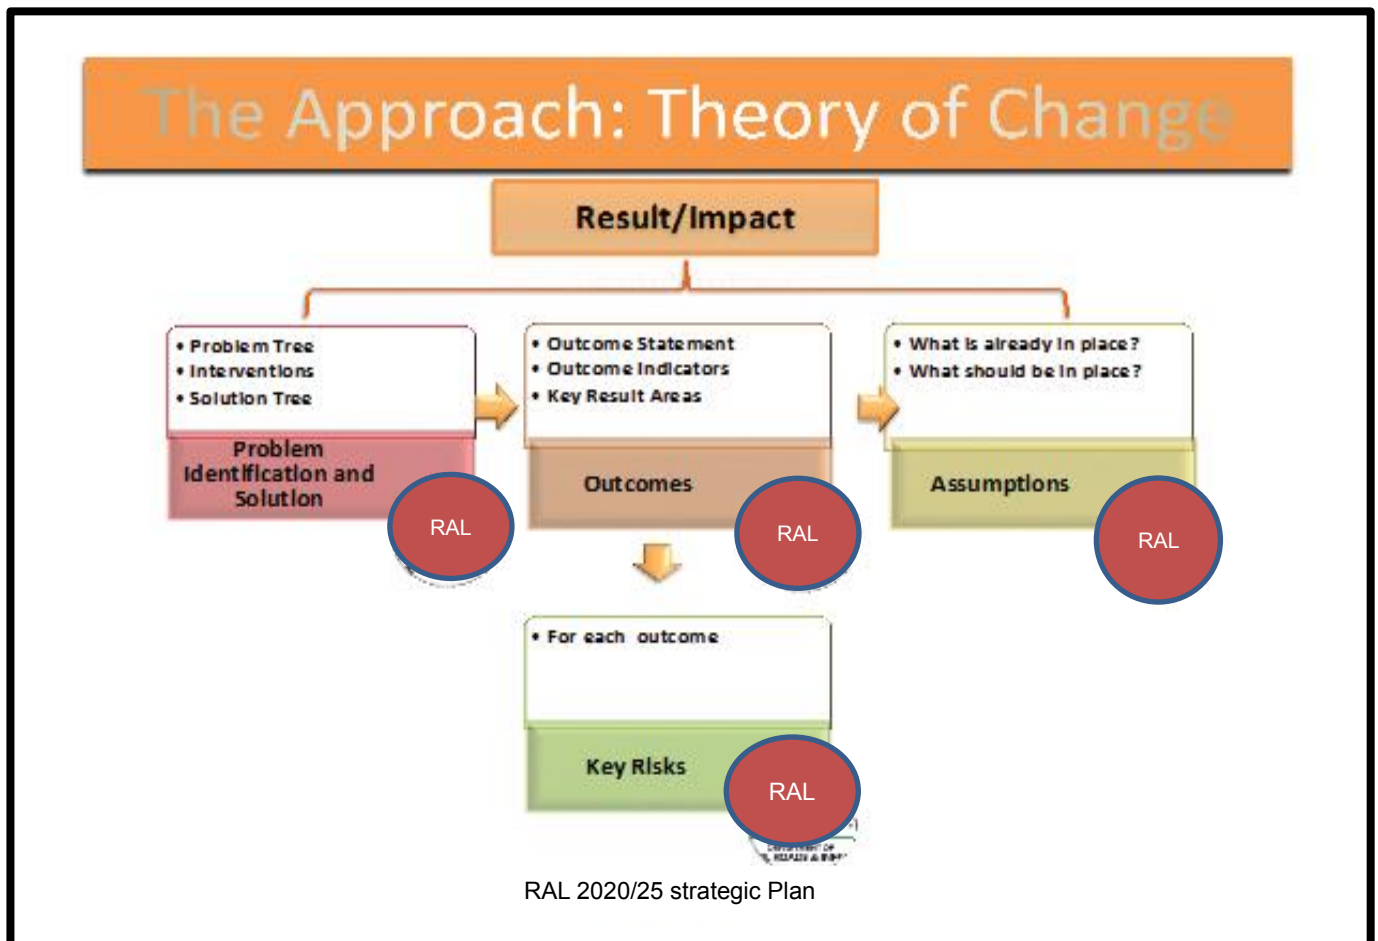 The Approach: Theory of Change
Result/Impact
• Problem Tree
• Interventions
• Solution Tree
Problem
Identification and
Solution
RAL
• Outcome Statement
• Outcome Indicators
• Key Result Areas
Outcomes
RAL
• What is already in place?
• What should be in place?
Assumptions
RAL
• For each outcome
Key Risks
RAL
ROADS &
RAL 2020/25 strategic Plan